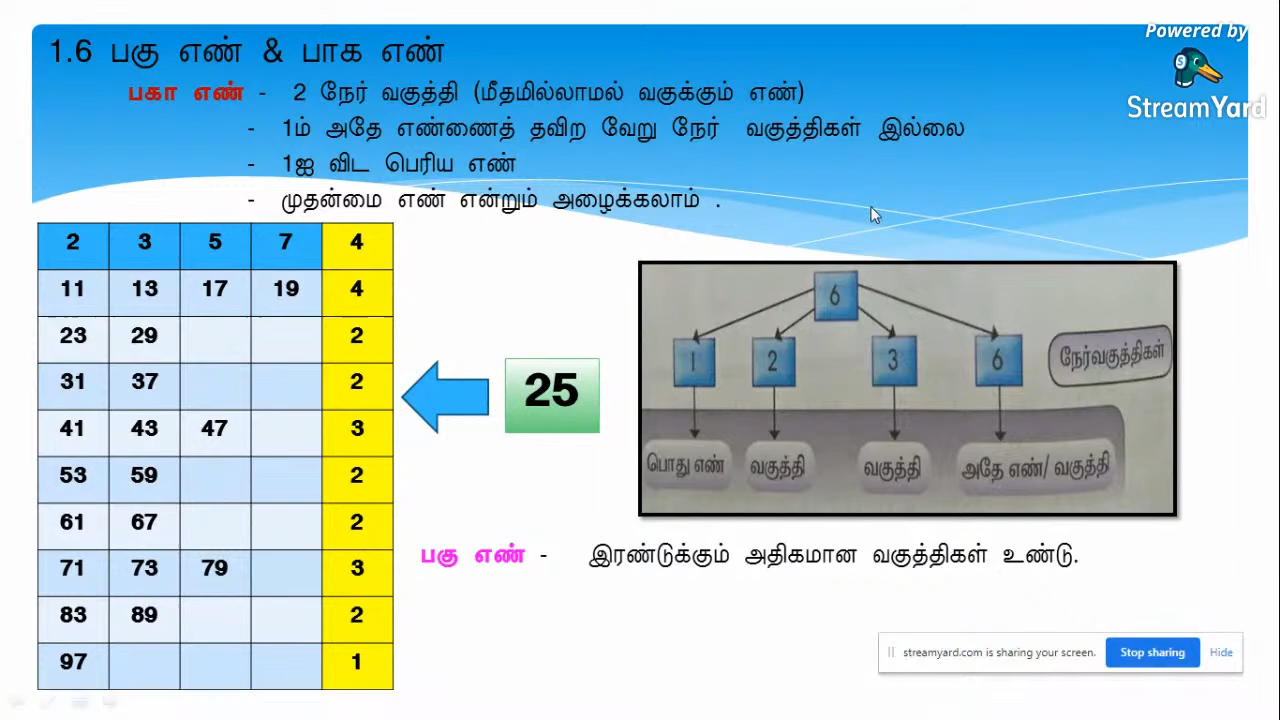 Powered by
StreamYard
1.6 பகு எண் & பாக எண்
பகா எண் - 2 நேர் வகுத்தி (மீதமில்லாமல் வகுக்கும் எண்)
- 1ம் அதே எண்ணைத் தவிற வேறு நேர் வகுத்திகள் இல்லை
- 1ஐ விட பெரிய எண்
- முதன்மை எண் என்றும் அழைக்கலாம் .
2 3 5 7 4
11 13 17 19 4
23 29 2
31 37 2
41 43 47 3
53 59 2
61 67 2
71 73 79 3
83 89 2
97 1
25
6
1 2 3 6 நேர்வகுத்திகள்
பொது எண் வகுத்தி வகுத்தி அதே எண்/ வகுத்தி
பகு எண் - இரண்டுக்கும் அதிகமான வகுத்திகள் உண்டு.
streamyard.com is sharing your screen. Stop sharing Hide